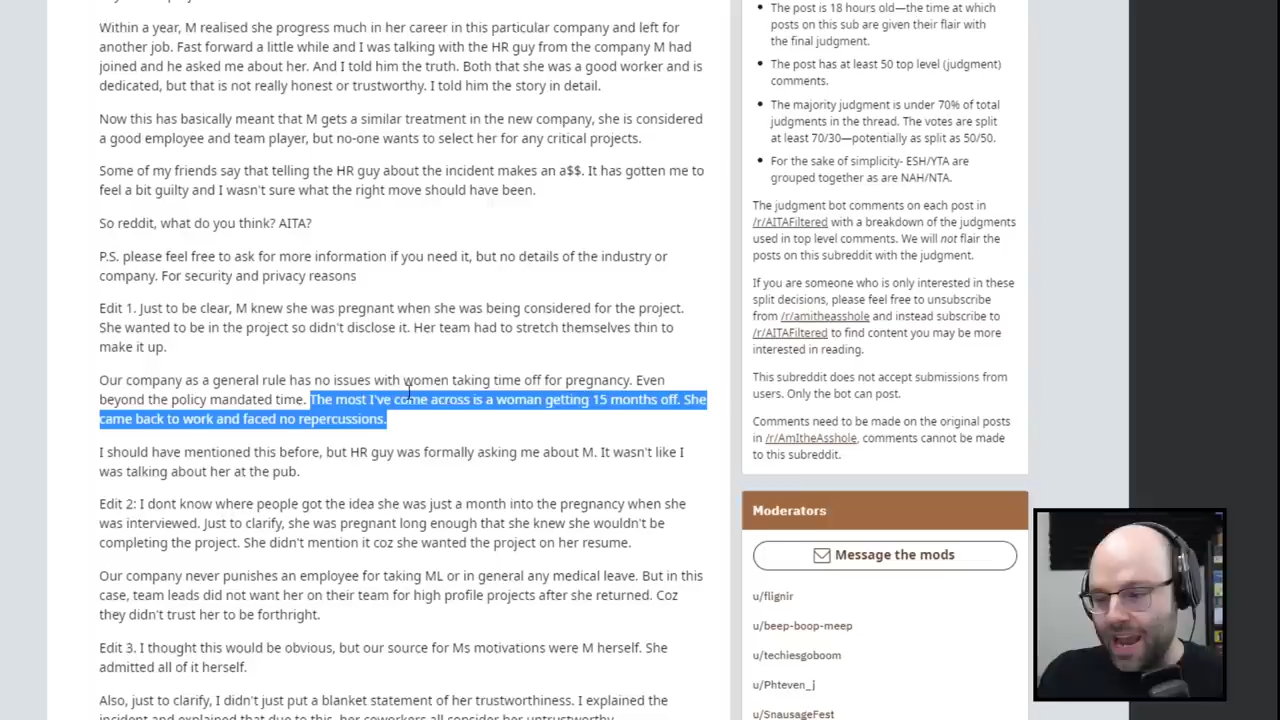 Within a year, M realised she progress much in her career in this particular company and left for
another job. Fast forward a little while and I was talking with the HR guy from the company M had
joined and he asked me about her. And I told him the truth. Both that she was a good worker and is
dedicated, but that is not really honest or trustworthy. I told him the story in detail.
Now this has basically meant that M gets a similar treatment in the new company, she is considered
a good employee and team player, but no-one wants to select her for any critical projects.
Some of my friends say that telling the HR guy about the incident makes an a$$. It has gotten me to
feel a bit guilty and I wasn't sure what the right move should have been.
So reddit, what do you think? AITA?
P.S. please feel free to ask for more information if you need it, but no details of the industry or
company. For security and privacy reasons
Edit 1. Just to be clear, M knew she was pregnant when she was being considered for the project.
She wanted to be in the project so didn't disclose it. Her team had to stretch themselves thin to
make it up.
Our company as a general rule has no issues with women taking time off for pregnancy. Even
beyond the policy mandated time. The most I've come across is a woman getting 15 months off. She
came back to work and faced no repercussions.
I should have mentioned this before, but HR guy was formally asking me about M. It wasn't like I
was talking about her at the pub.
Edit 2: I dont know where people got the idea she was just a month into the pregnancy when she
was interviewed. Just to clarify, she was pregnant long enough that she knew she wouldn't be
completing the project. She didn't mention it coz she wanted the project on her resume.
Our company never punishes an employee for taking ML or in general any medical leave. But in this
case, team leads did not want her on their team for high profile projects after she returned. Coz
they didn't trust her to be forthright.
Edit 3. I thought this would be obvious, but our source for Ms motivations were M herself. She
admitted all of it herself.
Also, just to clarify, I didn't just put a blanket statement of her trustworthiness. I explained the
incident and explained that due to this, her coworkers all consider her untrustworthy
The post is 18 hours old—the time at which
posts on this sub are given their flair with
the final judgment.
The post has at least 50 top level (judgment)
comments.
The majority judgment is under 70% of total
judgments in the thread. The votes are split
at least 70/30—potentially as split as 50/50.
For the sake of simplicity- ESH/YTA are
grouped together as are NAH/NTA.
The judgment bot comments on each post in
/r/AITAFiltered with a breakdown of the judgments
used in top level comments. We will not flair the
posts on this subreddit with the judgment.
If you are someone who is only interested in these
split decisions, please feel free to unsubscribe
from /r/amitheasshole and instead subscribe to
/r/AITAFiltered to find content you may be more
interested in reading.
This subreddit does not accept submissions from
users. Only the bot can post.
Comments need to be made on the original posts
in /r/AmItheAsshole, comments cannot be made
to this subreddit.
Moderators
Message the mods
u/flignir
u/beep-boop-meep
u/techiesgoboom
u/Phteven_j
u/SnausageFest